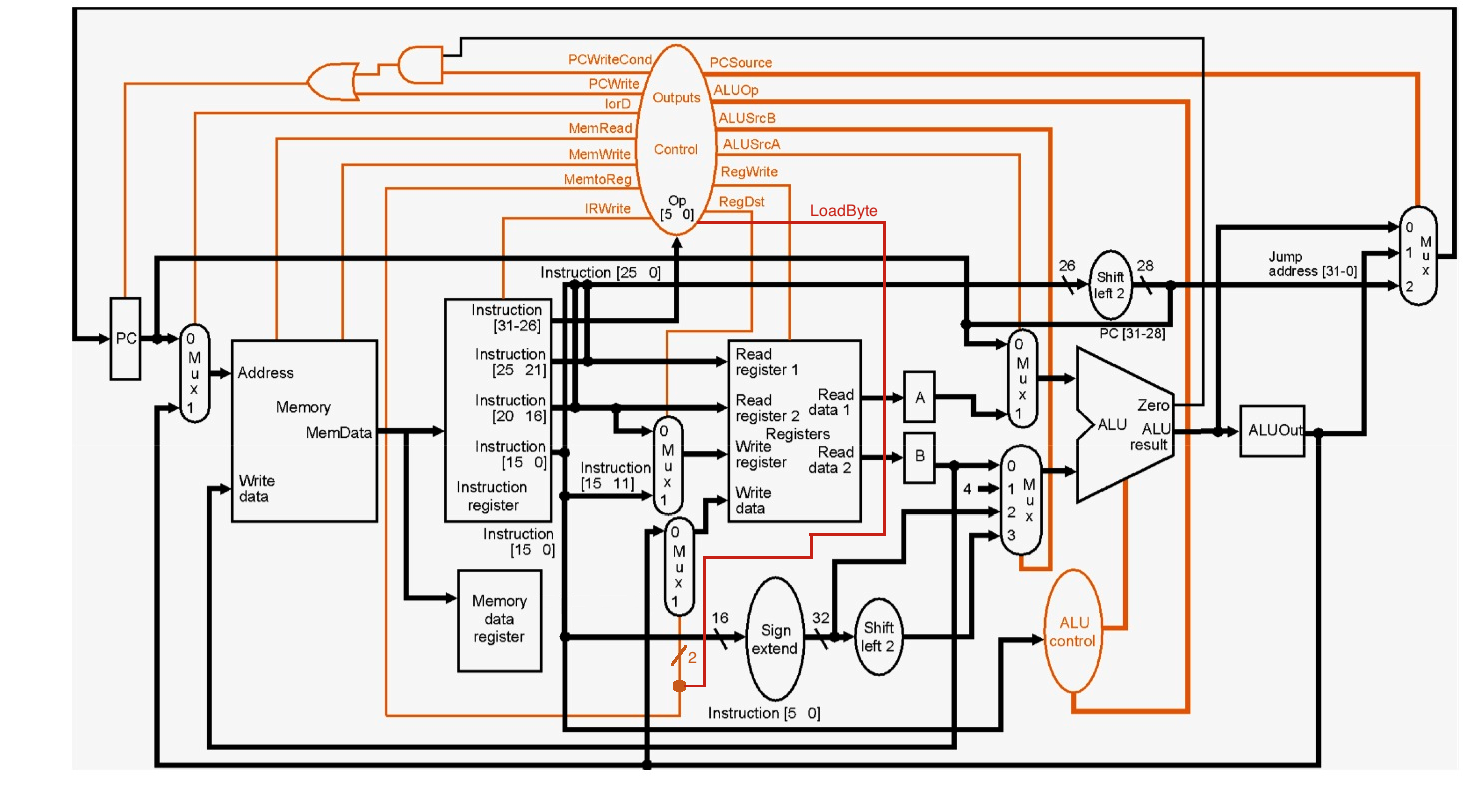 PCWriteCond
PCWrite
IorD
MemRead
MemWrite
MemtoReg
IRWrite
Outputs
Control
Op
[5 0]
PCSource
ALUOp
ALUSrcB
ALUSrcA
RegWrite
RegDst
LoadByte
Instruction [25 0]
26
Shift
left 2
28
Jump
address [31-0]
0
1
2
M
u
x
PC [31-28]
PC
0
M
u
x
1
Address
Memory
MemData
Write
data
Instruction
[31-26]
Instruction
[25 21]
Instruction
[20 16]
Instruction
[15 0]
Instruction
register
Instruction
[15 0]
Memory
data
register
Instruction
[15 11]
0
M
u
x
1
0
M
u
x
1
2
Read
register 1
Read
register 2
Registers
Write
register
Write
data
Read
data 1
Read
data 2
A
B
4
0
M
u
x
1
0
1
2
3
M
u
x
Zero
ALU
ALU
result
ALUOut
16
Sign
extend
32
Shift
left 2
ALU
control
Instruction [5 0]